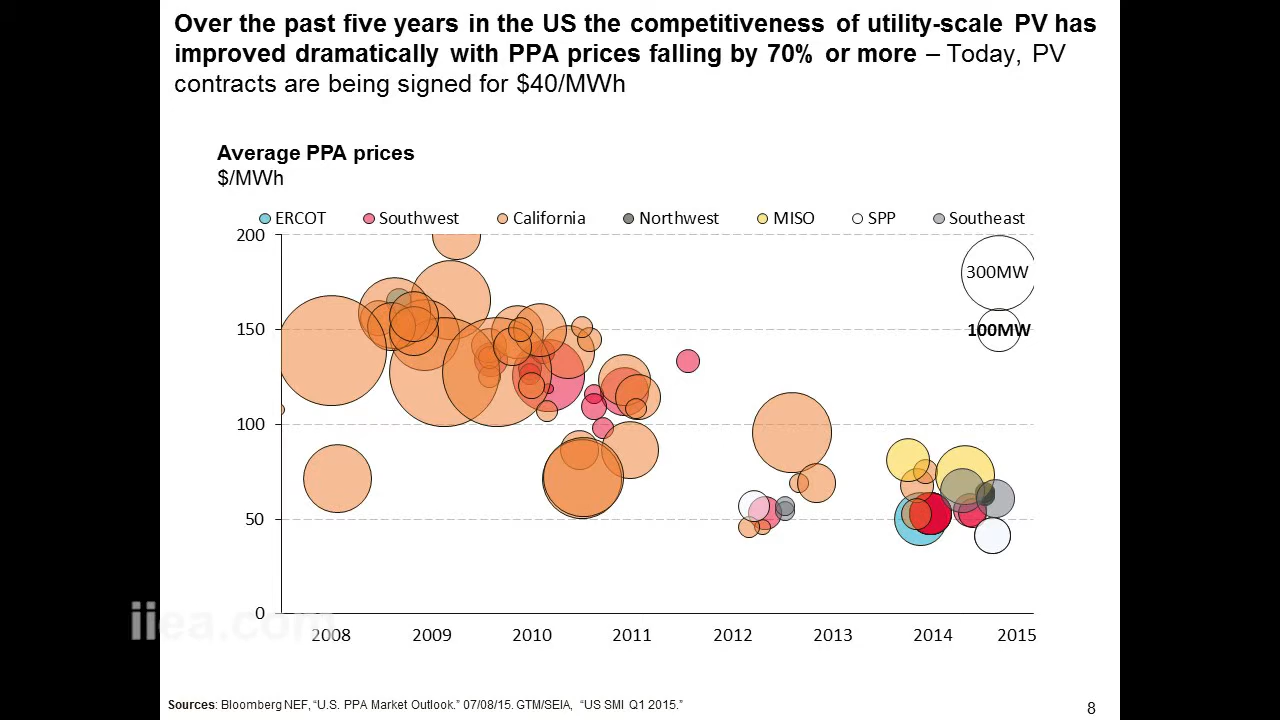 Over the past five years in the US the competitiveness of utility-scale PV has
improved dramatically with PPA prices falling by 70% or more – Today, PV
contracts are being signed for $40/MWh
Average PPA prices
$/MWh
ERCOT Southwest California Northwest MISO SPP Southeast
200
300MW
150
100MW
100
50
0
2008 2009 2010 2011 2012 2013 2014 2015
iiea.com
Sources: Bloomberg NEF, “U.S. PPA Market Outlook.” 07/08/15. GTM/SEIA, “US SMI Q1 2015.”
8